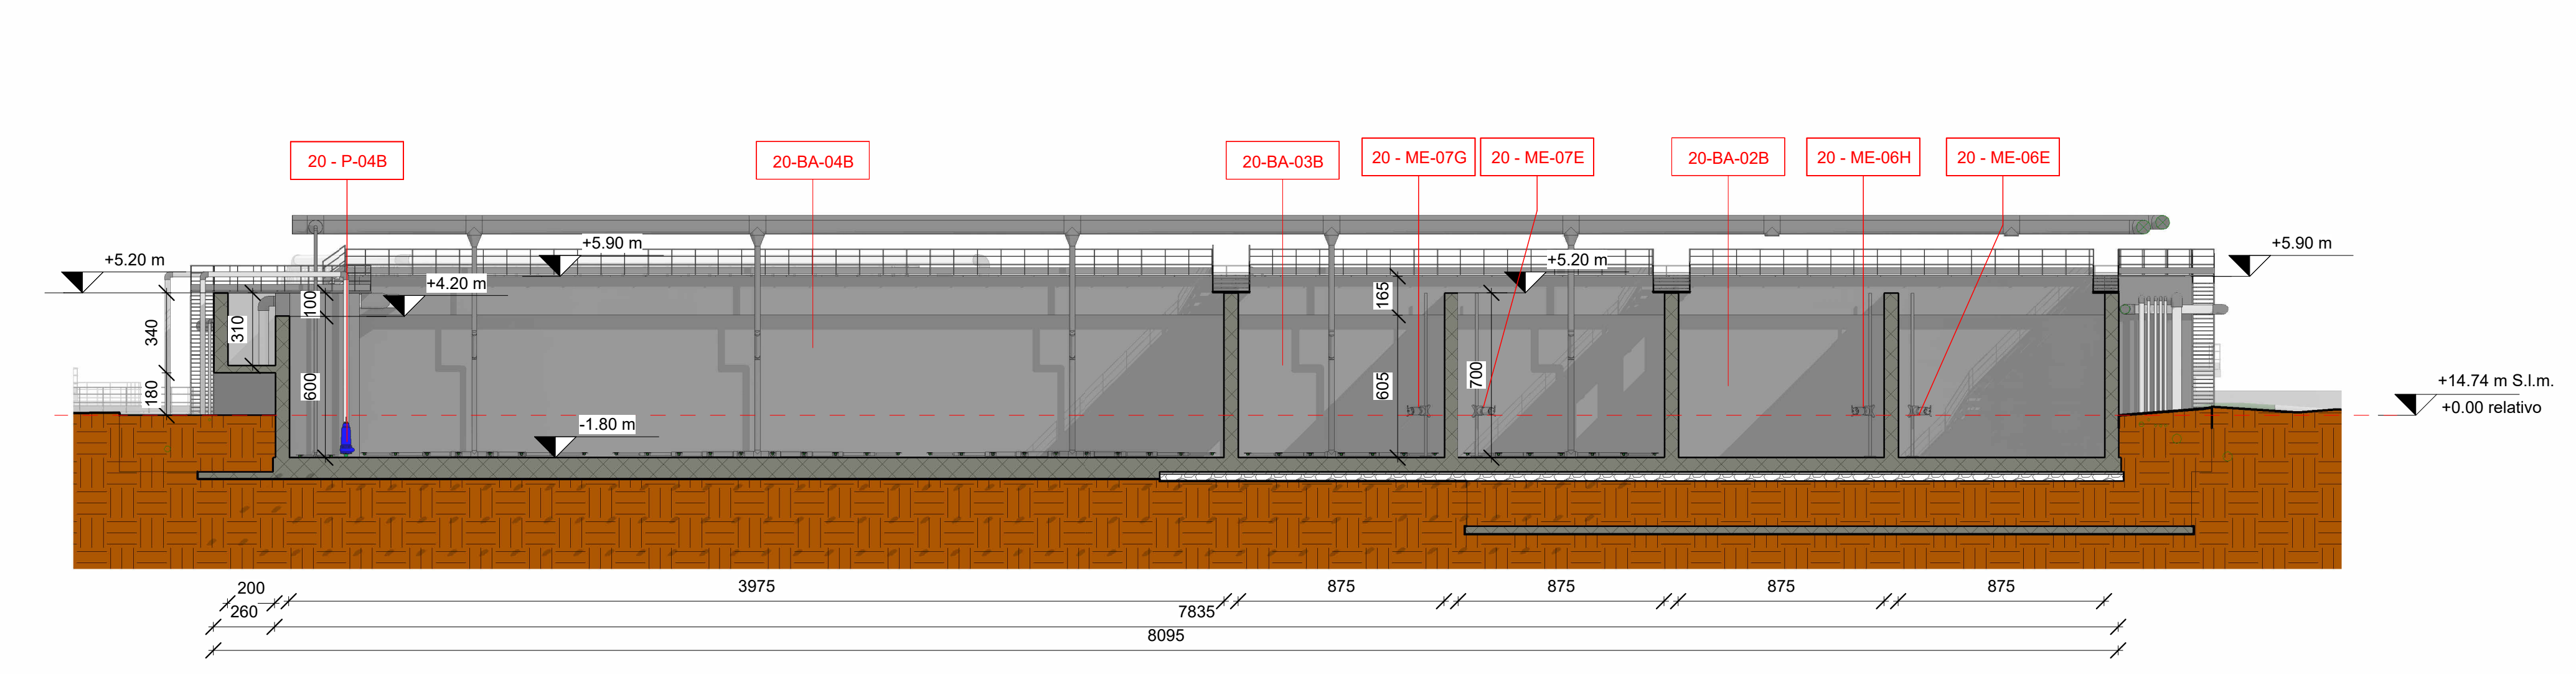 20 - P-04B
20-BA-04B
20-BA-03B
20 - ME-07G
20 - ME-07E
20-BA-02B
20 - ME-06H
20 - ME-06E
+5.20 m
+5.90 m
+4.20 m
+5.20 m
+5.90 m
100
165
340
310
180
600
605
700
-1.80 m
+14.74 m S.l.m.
+0.00 relativo
200
3975
875
875
875
875
260
7835
8095